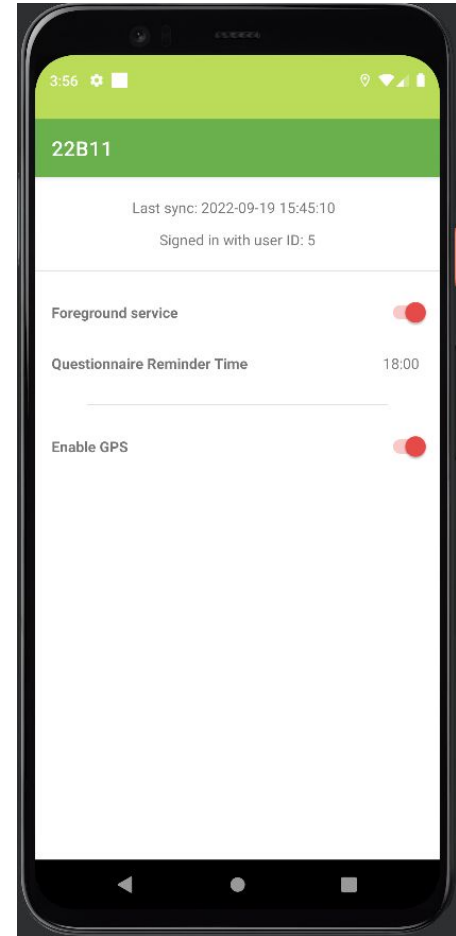 3:56
22B11
Last sync: 2022-09-19 15:45:10
Signed in with user ID: 5
Foreground service
Questionnaire Reminder Time 18:00
Enable GPS